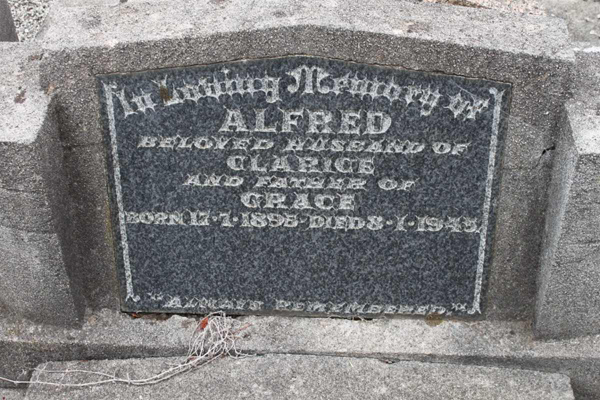 In Loving Memory of
ALFRED
BELOVED HUSBAND OF
CLARICE
AND FATHER OF
GRACE
BORN 17-7-1895-DIED 8-1-1945.
"ALWAYS REMEMBERED"